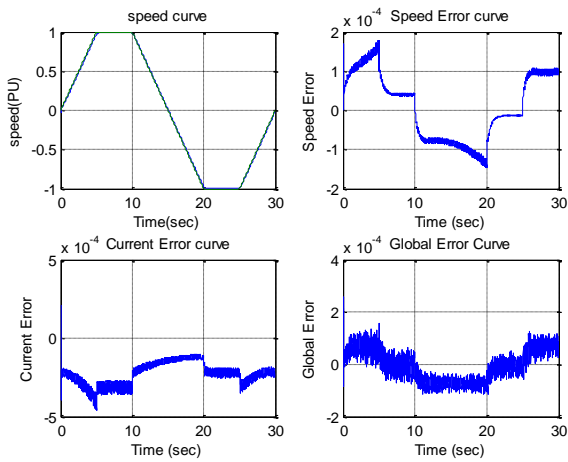 speed curve
speed(PU)
1
0.5
0
-0.5
-1
0 10 20 30
Time(sec)
x 10^-4
Speed Error curve
Speed Error
2
1
0
-1
-2
0 10 20 30
Time (sec)
x 10^-4
Current Error curve
Current Error
5
0
-5
0 10 20 30
Time (sec)
x 10^-4
Global Error Curve
Global Error
4
2
0
-2
0 10 20 30
Time (sec)